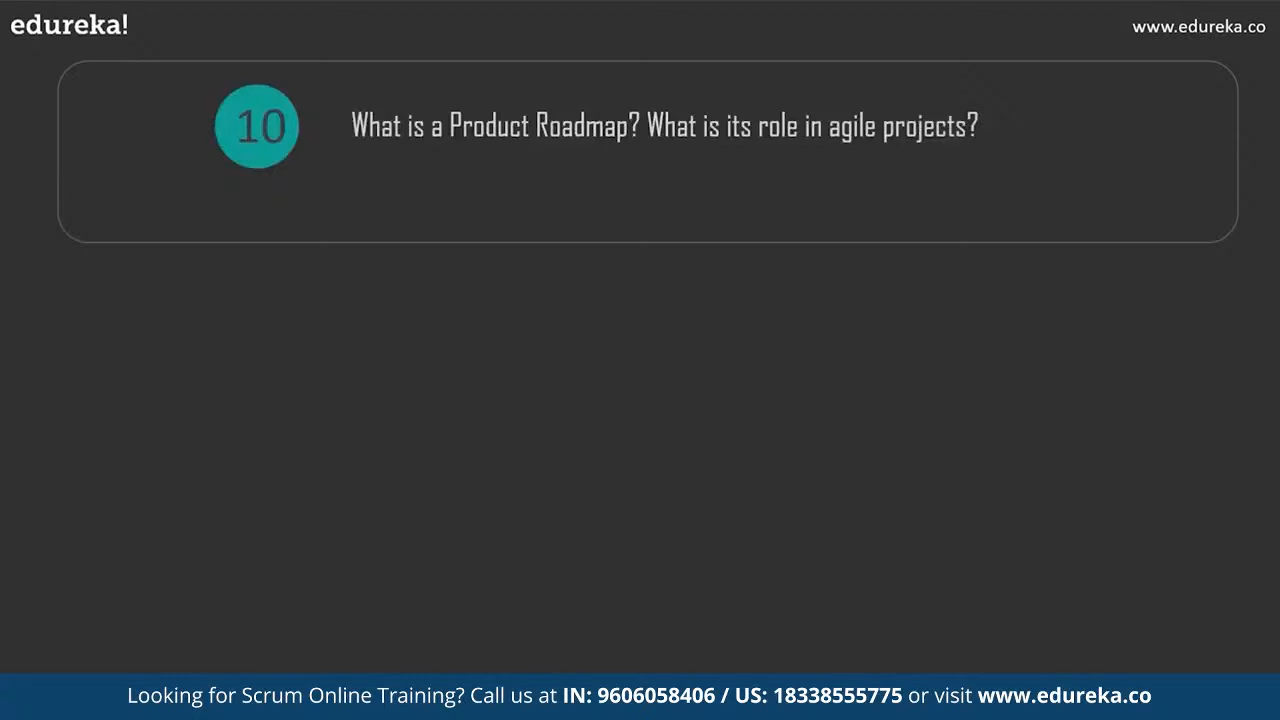 edureka!
www.edureka.co
10
What is a Product Roadmap? What is its role in agile projects?
Looking for Scrum Online Training? Call us at IN: 9606058406 / US: 18338555775 or visit www.edureka.co